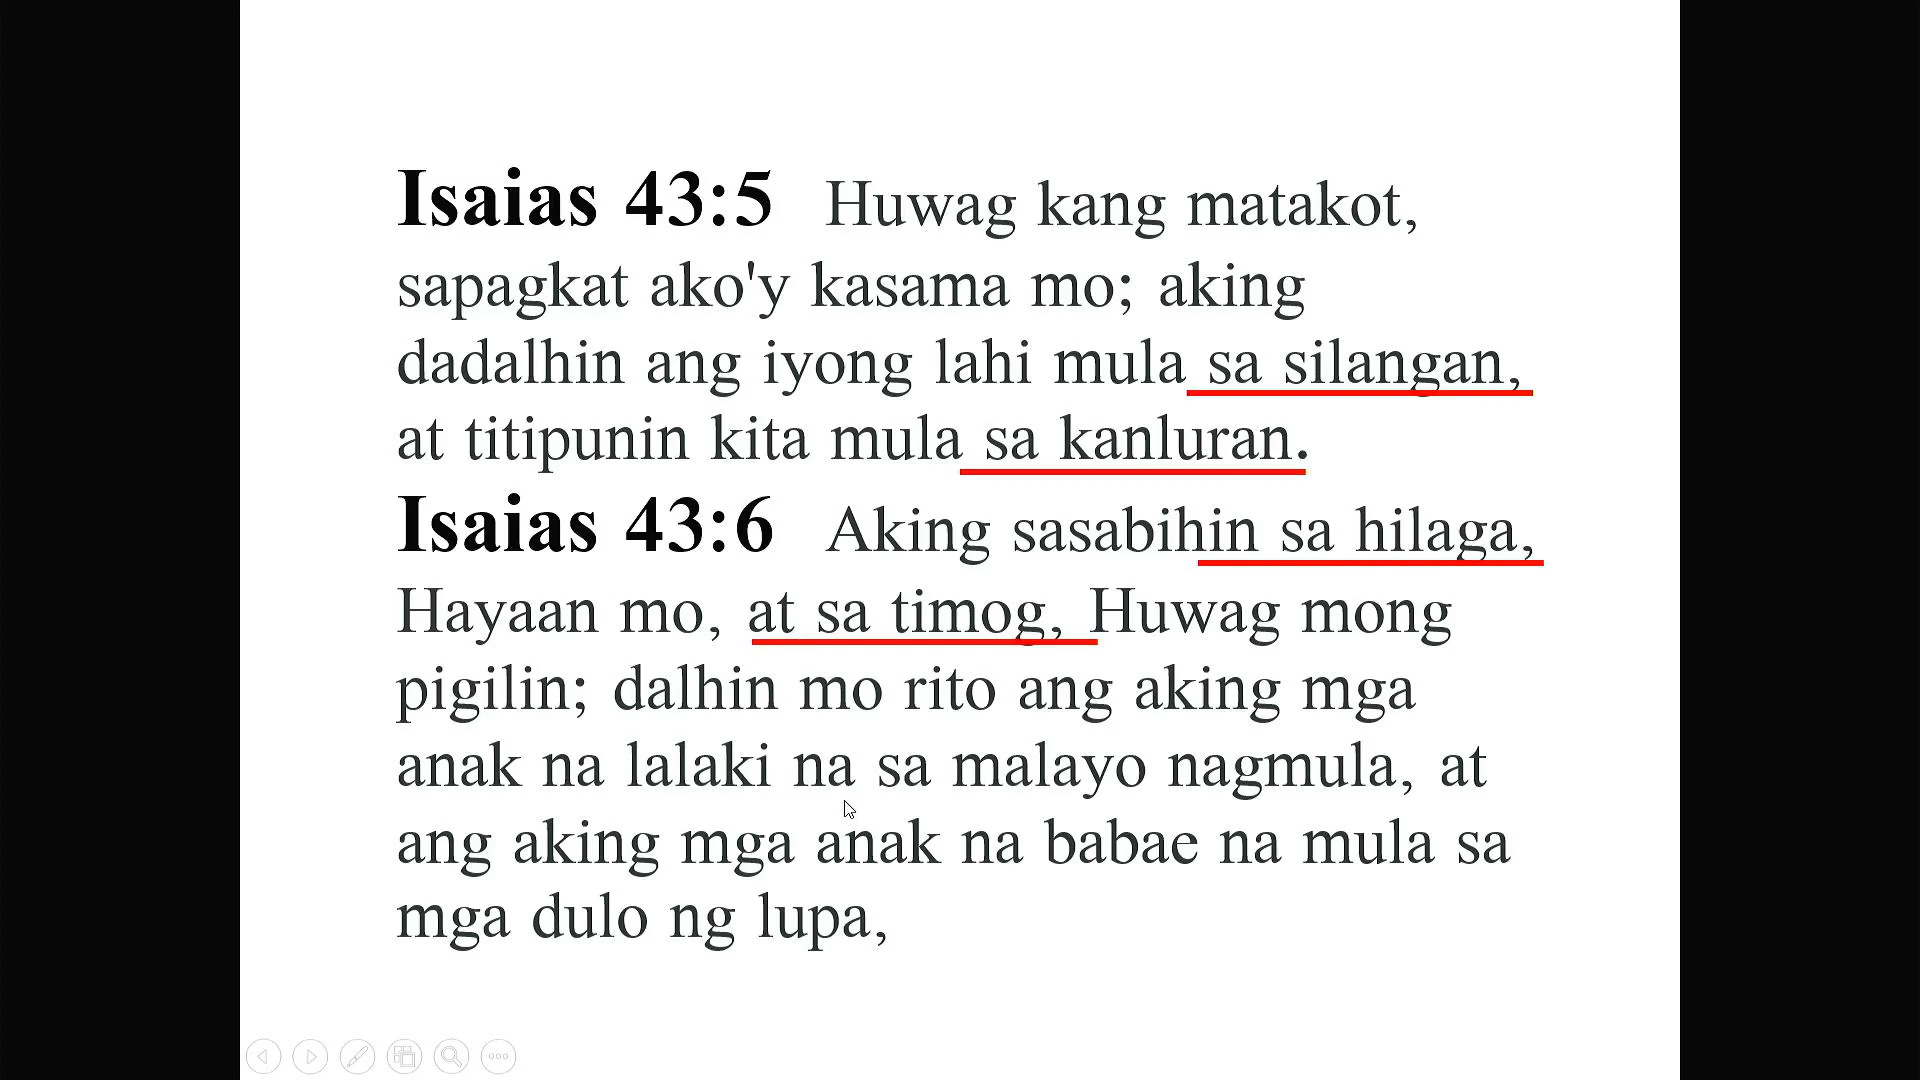 Isaias 43:5 Huwag kang matakot,
sapagkat ako'y kasama mo; aking
dadalhin ang iyong lahi mula sa silangan,
at titipunin kita mula sa kanluran.
Isaias 43:6 Aking sasabihin sa hilaga,
Hayaan mo, at sa timog, Huwag mong
pigilin; dalhin mo rito ang aking mga
anak na lalaki na sa malayo nagmula, at
ang aking mga anak na babae na mula sa
mga dulo ng lupa,